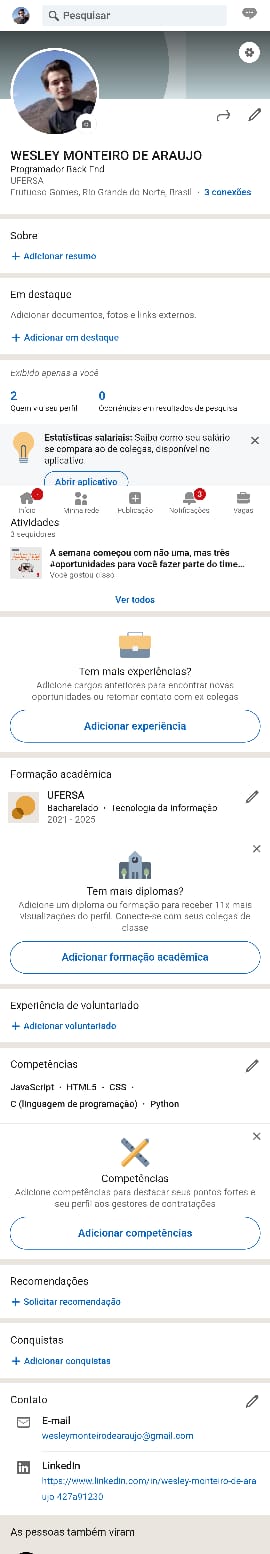 Pesquisar
WESLEY MONTEIRO DE ARAUJO
Programador Back End
UFERSA
Frutuoso Gomes, Rio Grande do Norte, Brasil · 3 conexões
Sobre
+ Adicionar resumo
Em destaque
Adicionar documentos, fotos e links externos.
+ Adicionar em destaque
Exibido apenas a você
2
Quem viu seu perfil
0
Ocorrências em resultados de pesquisa
Estatísticas salariais: Saiba como seu salário
se compara ao de colegas, disponível no
aplicativo.
Abrir aplicativo
Início
Minha rede
Publicação
3
Notificações
Vagas
Atividades
3 seguidores
A semana começou com não uma, mas três
#oportunidades para você fazer parte do time...
Você gostou disso
Ver todos
Tem mais experiências?
Adicione cargos anteriores para encontrar novas
oportunidades ou retomar contato com ex-colegas
Adicionar experiência
Formação acadêmica
UFERSA
Bacharelado · Tecnologia da Informação
2021 - 2025
Tem mais diplomas?
Adicione um diploma ou formação para receber 11x mais
visualizações do perfil. Conecte-se com seus colegas de
classe
Adicionar formação acadêmica
Experiência de voluntariado
+ Adicionar voluntariado
Competências
JavaScript · HTML5 · CSS ·
C (linguagem de programação) · Python
Competências
Adicione competências para destacar seus pontos fortes e
seu perfil aos gestores de contratações
Adicionar competências
Recomendações
+ Solicitar recomendação
Conquistas
+ Adicionar conquistas
Contato
E-mail
wesleymonteirodearaujo@gmail.com
LinkedIn
https://www.linkedin.com/in/wesley-monteiro-de-ara
ujo-427a91230
As pessoas também viram